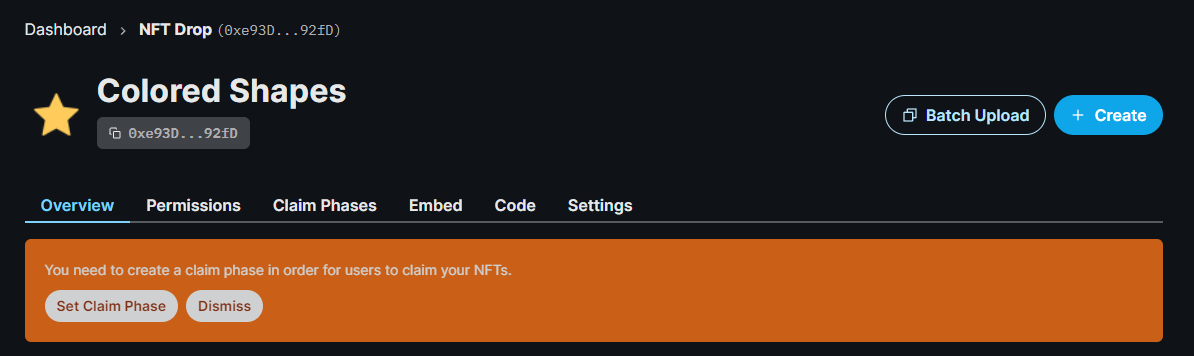 Dashboard > NFT Drop (0xe93D...92fD)
Colored Shapes
0xe93D...92fD
Batch Upload
+ Create
Overview Permissions Claim Phases Embed Code Settings
You need to create a claim phase in order for users to claim your NFTs.
Set Claim Phase Dismiss